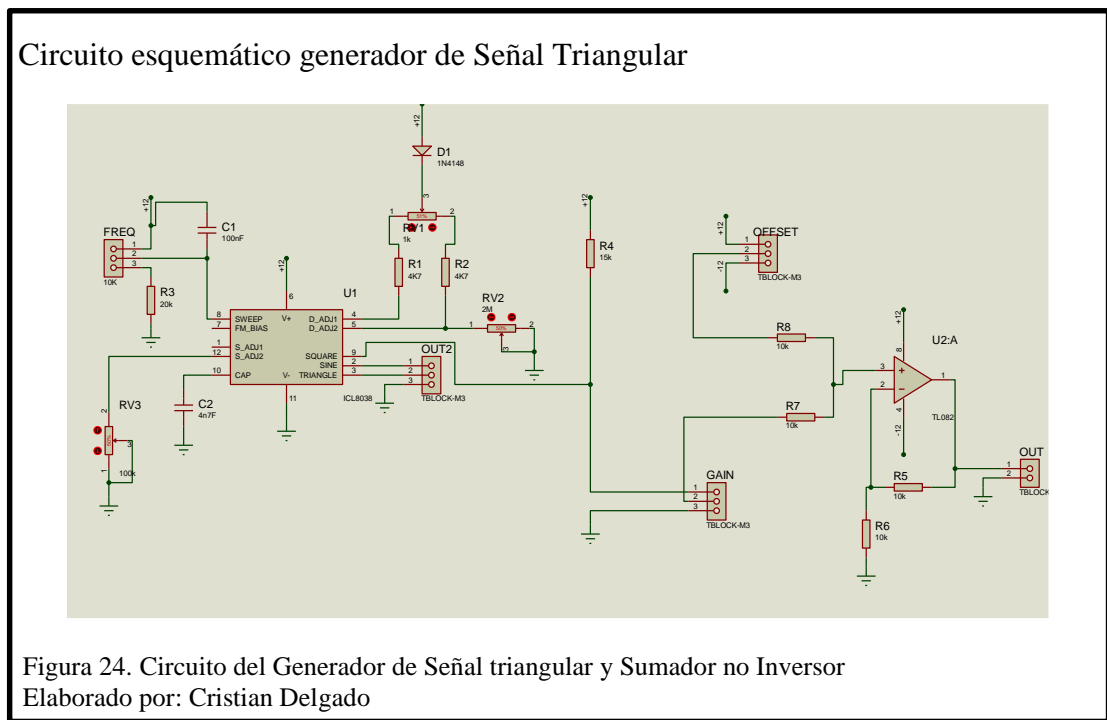 Circuito esquemático generador de Señal Triangular
+12
D1
1N4148
3
1 51% 2
RV1
1k
R1
4K7
R2
4K7
+12
C1
100nF
FREQ
1
2
3
10K
R3
20k
+12
6
U1
8 SWEEP V+ D_ADJ1 4
7 FM_BIAS D_ADJ2 5
1 S_ADJ1
12 S_ADJ2 SQUARE 9
SINE 2
10 CAP V- TRIANGLE 3
11
ICL8038
RV2
2M
1 50% 2
3
OUT2
1
2
3
TBLOCK-M3
C2
4n7F
RV3
2
50%
3
1
100k
+12
R4
15k
+12
OFFSET
1
2
3
-12
TBLOCK-M3
R8
10k
R7
10k
GAIN
1
2
3
TBLOCK-M3
+12
U2:A
8
3
2
1
4
-12
TL082
R5
10k
R6
10k
OUT
1
2
TBLOCK
Figura 24. Circuito del Generador de Señal triangular y Sumador no Inversor
Elaborado por: Cristian Delgado